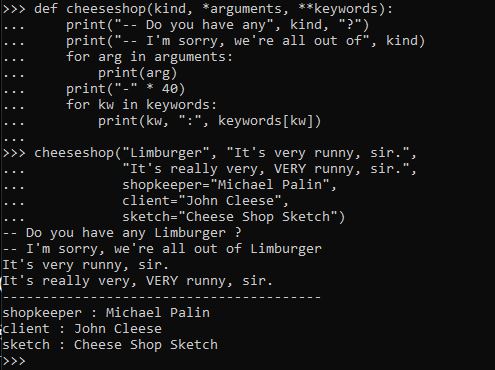 >>> def cheeseshop(kind, *arguments, **keywords):
...     print("-- Do you have any", kind, "?")
...     print("-- I'm sorry, we're all out of", kind)
...     for arg in arguments:
...         print(arg)
...     print("-" * 40)
...     for kw in keywords:
...         print(kw, ":", keywords[kw])
...
>>> cheeseshop("Limburger", "It's very runny, sir.",
...            "It's really very, VERY runny, sir.",
...            shopkeeper="Michael Palin",
...            client="John Cleese",
...            sketch="Cheese Shop Sketch")
-- Do you have any Limburger ?
-- I'm sorry, we're all out of Limburger
It's very runny, sir.
It's really very, VERY runny, sir.
----------------------------------------
shopkeeper : Michael Palin
client : John Cleese
sketch : Cheese Shop Sketch
>>>